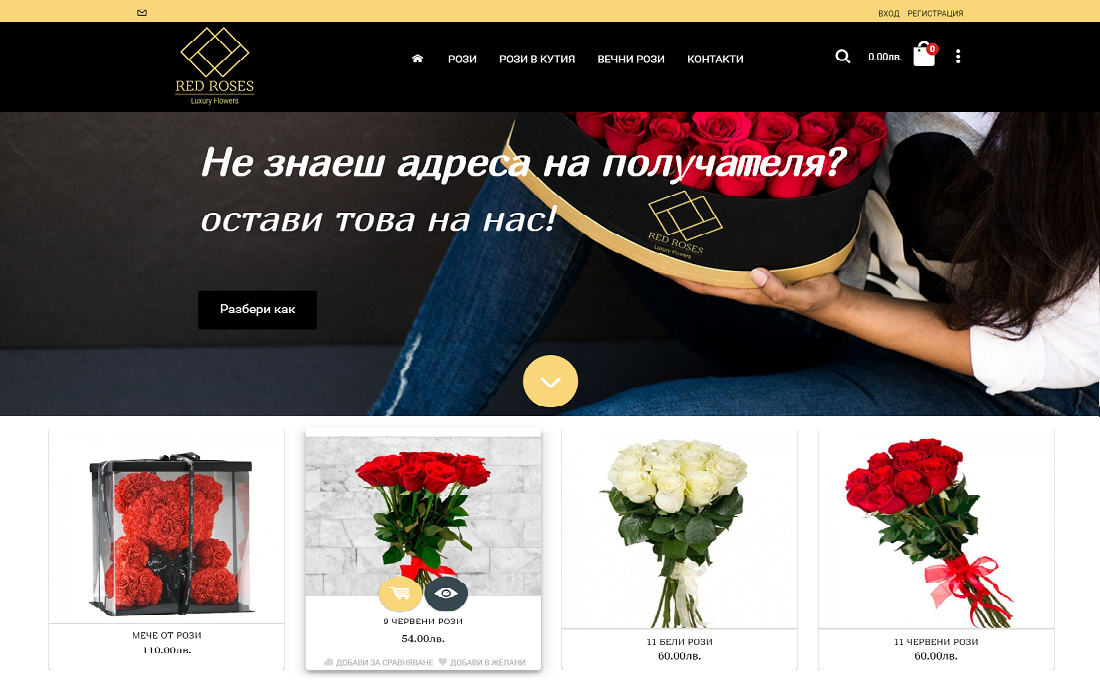 ВХОД РЕГИСТРАЦИЯ
RED ROSES
Luxury Flowers
РОЗИ РОЗИ В КУТИЯ ВЕЧНИ РОЗИ КОНТАКТИ
0.00лв. 0
Не знаеш адреса на получателя?
остави това на нас!
RED ROSES
Luxury Flowers
Разбери как
МЕЧЕ ОТ РОЗИ
110.00лв.
9 ЧЕРВЕНИ РОЗИ
54.00лв.
ДОБАВИ ЗА СРАВНЯВАНЕ ДОБАВИ В ЖЕЛАНИ
11 БЕЛИ РОЗИ
60.00лв.
11 ЧЕРВЕНИ РОЗИ
60.00лв.